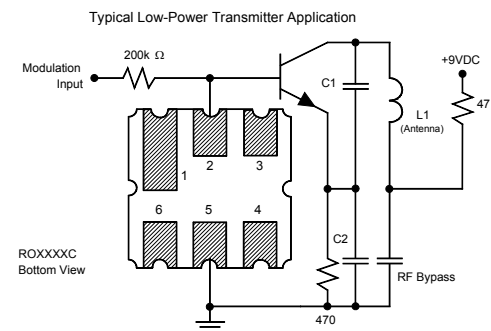 Typical Low-Power Transmitter Application
200k Ω
Modulation
Input
C1
+9VDC
47
L1
(Antenna)
1
2
3
6
5
4
C2
ROXXXXC
Bottom View
RF Bypass
470